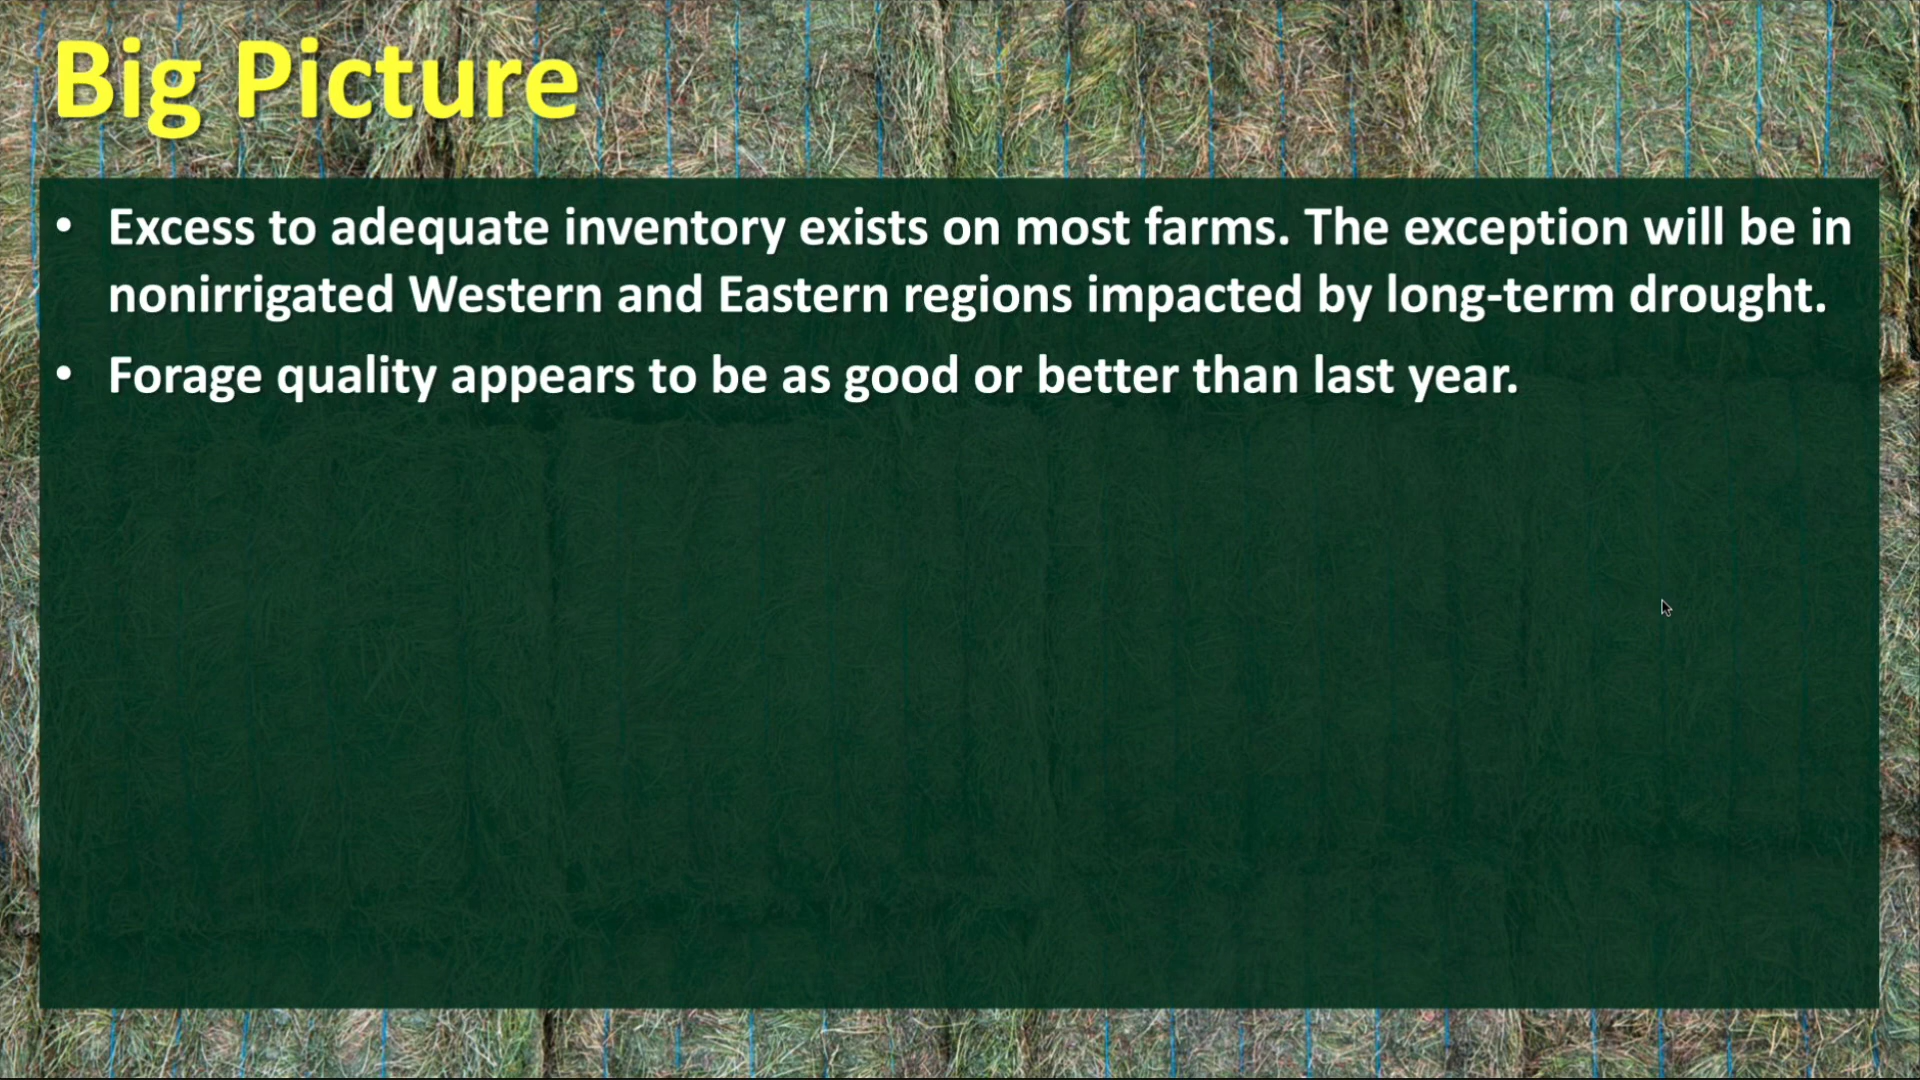 Big Picture
• Excess to adequate inventory exists on most farms. The exception will be in
nonirrigated Western and Eastern regions impacted by long-term drought.
• Forage quality appears to be as good or better than last year.